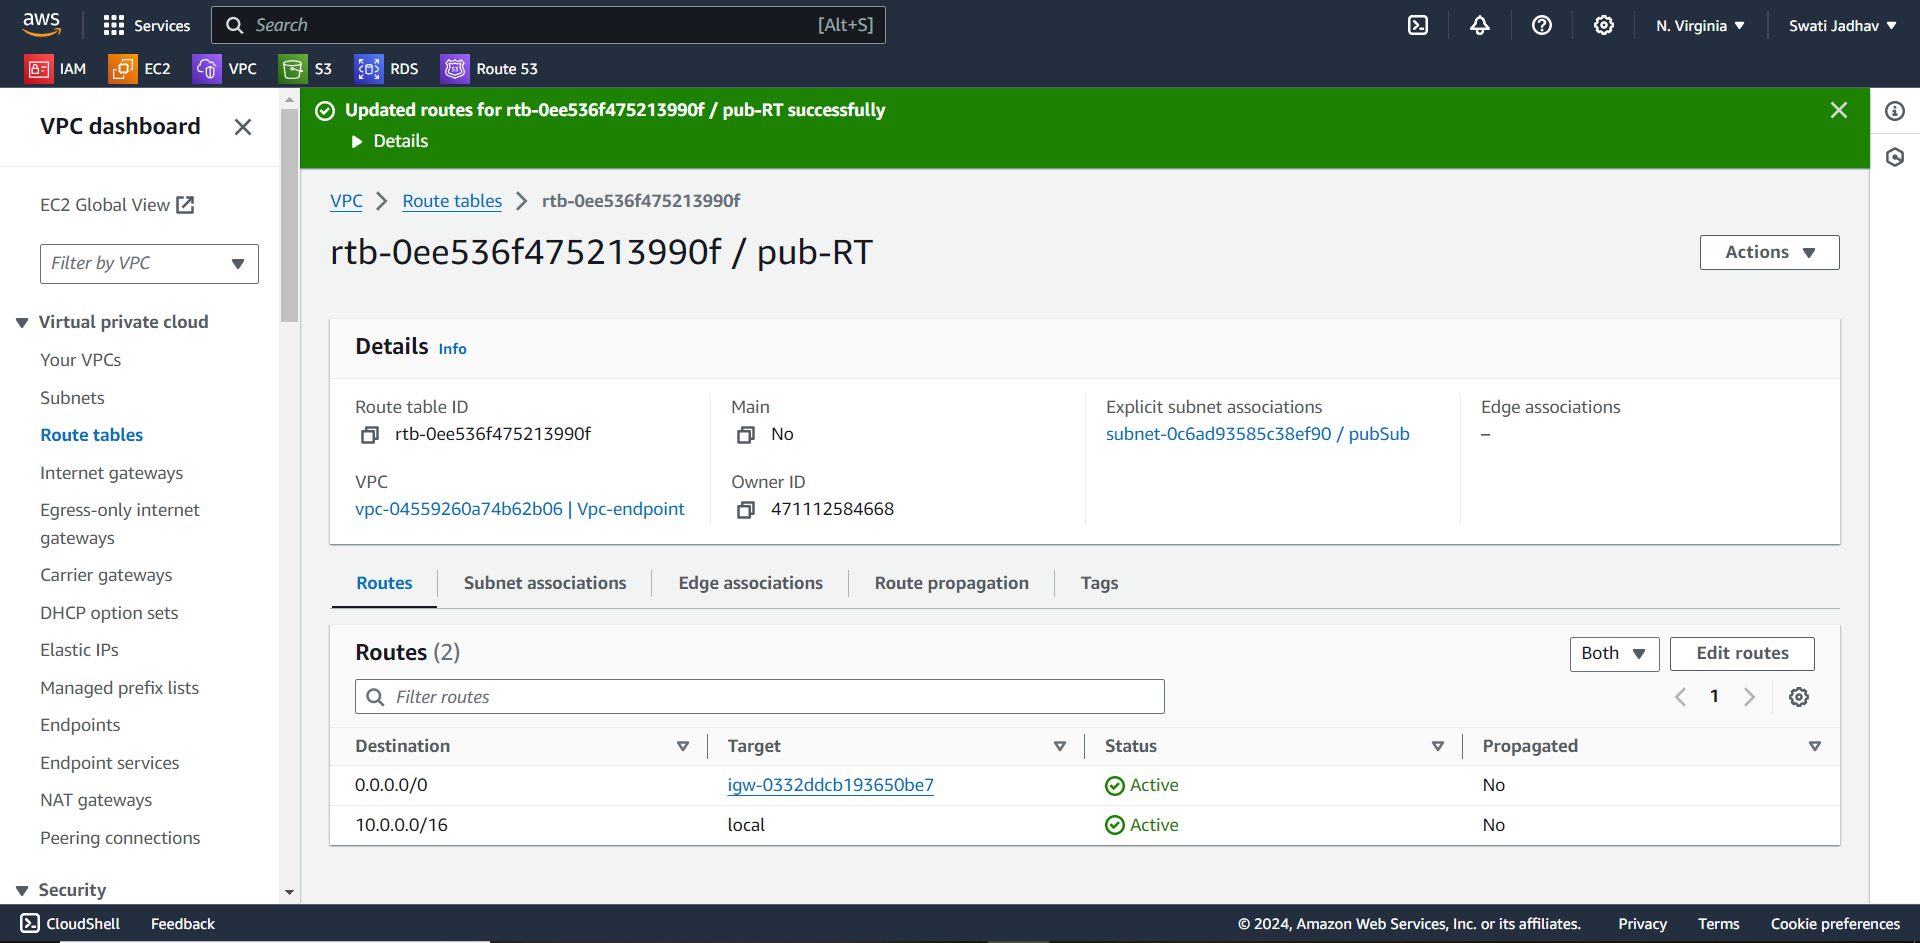 aws
Services
Search
[Alt+S]
N. Virginia
Swati Jadhav
IAM
EC2
VPC
S3
RDS
Route 53
VPC dashboard
EC2 Global View
Filter by VPC
Virtual private cloud
Your VPCs
Subnets
Route tables
Internet gateways
Egress-only internet
gateways
Carrier gateways
DHCP option sets
Elastic IPs
Managed prefix lists
Endpoints
Endpoint services
NAT gateways
Peering connections
Security
Updated routes for rtb-0ee536f475213990f / pub-RT successfully
Details
VPC
Route tables
rtb-0ee536f475213990f
rtb-0ee536f475213990f / pub-RT
Actions
Details Info
Route table ID
rtb-0ee536f475213990f
Main
No
Explicit subnet associations
subnet-0c6ad93585c38ef90 / pubSub
Edge associations
–
VPC
vpc-04559260a74b62b06 | Vpc-endpoint
Owner ID
471112584668
Routes
Subnet associations
Edge associations
Route propagation
Tags
Routes (2)
Both
Edit routes
Filter routes
1
Destination
Target
Status
Propagated
0.0.0.0/0
igw-0332ddcb193650be7
Active
No
10.0.0.0/16
local
Active
No
CloudShell
Feedback
© 2024, Amazon Web Services, Inc. or its affiliates.
Privacy
Terms
Cookie preferences